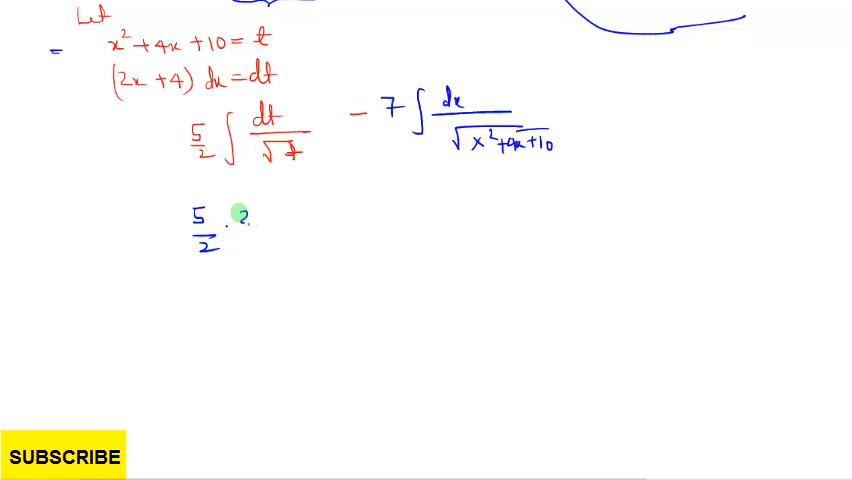 Let
= x² + 4x + 10 = t
(2x + 4) dx = dt
5/2 ∫ dt/√t - 7 ∫ dx/√(x² + 4x + 10)
5/2 . 2
SUBSCRIBE